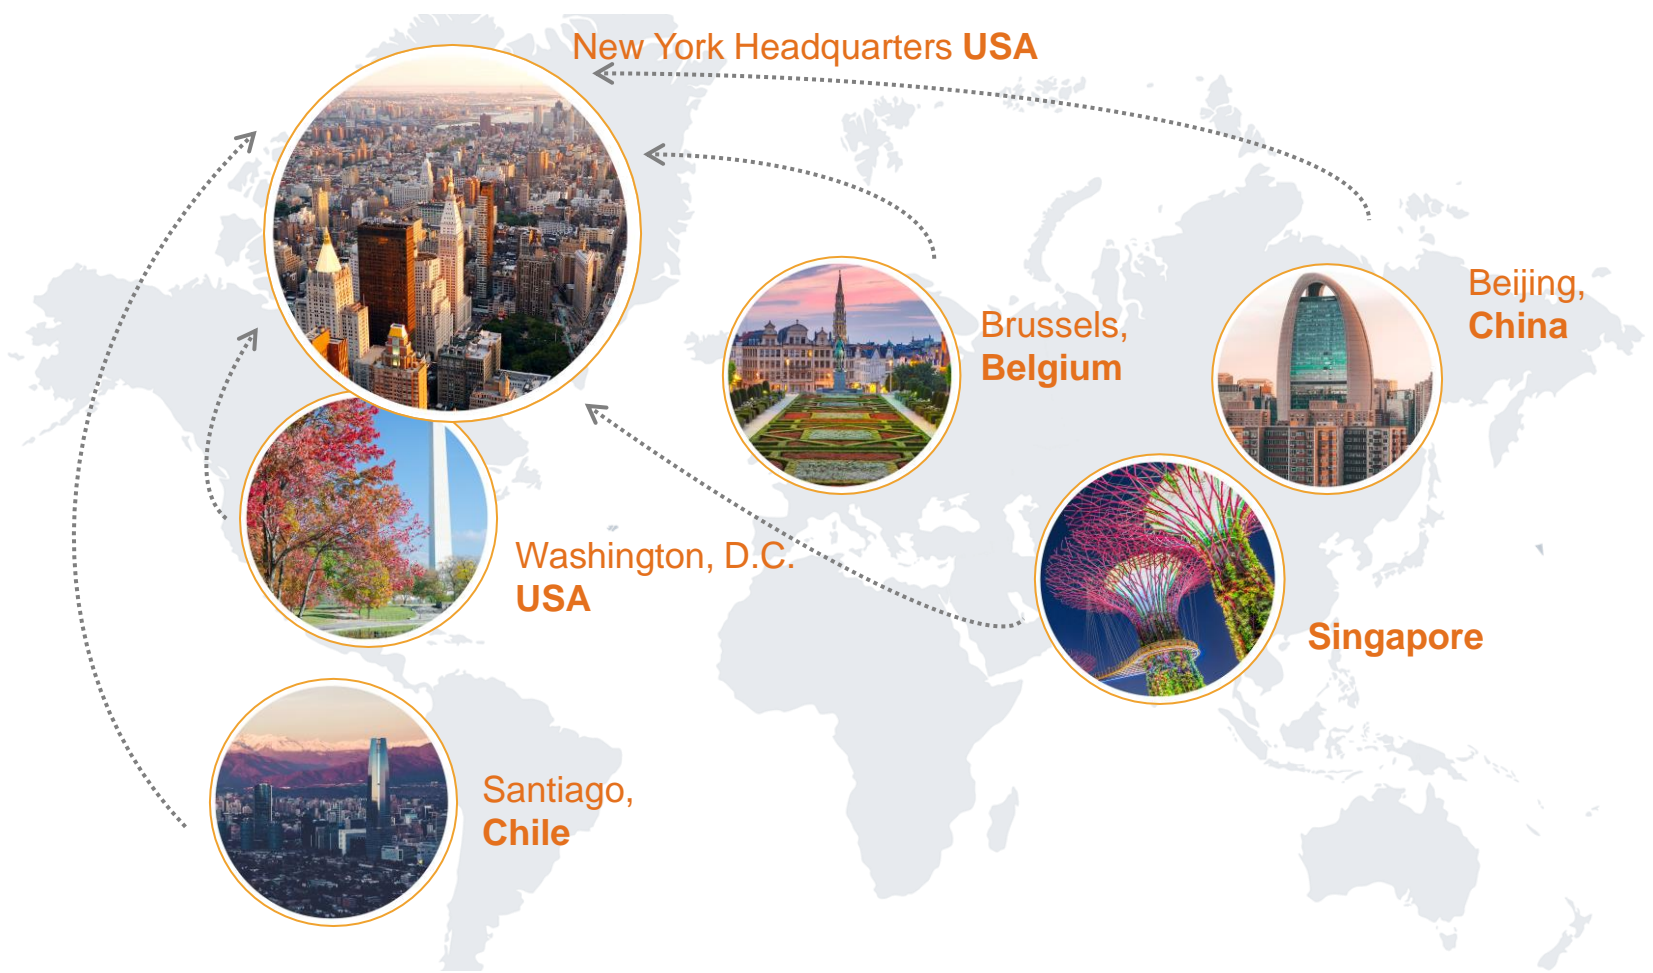 New York Headquarters USA
Beijing,
China
Brussels,
Belgium
Washington, D.C.
USA
Singapore
Santiago,
Chile